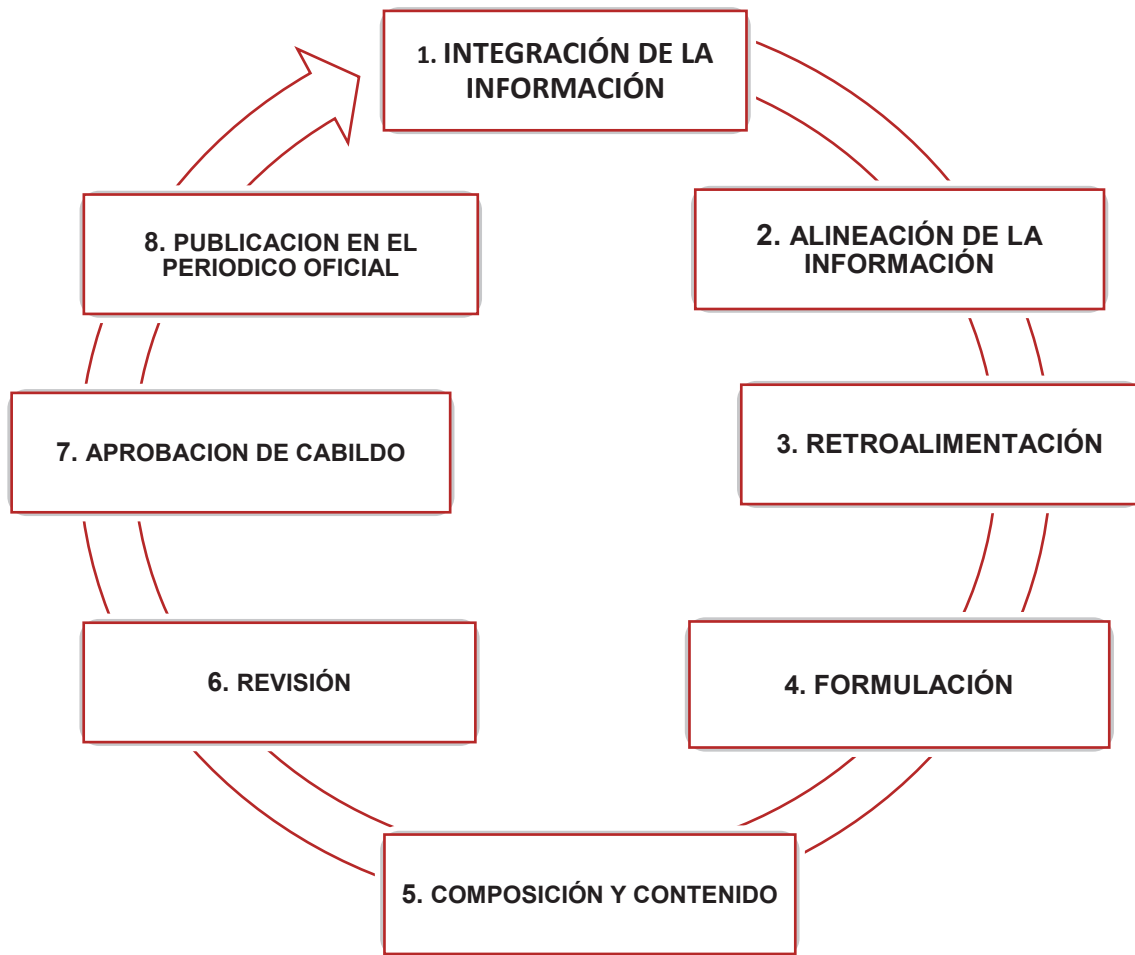 1. INTEGRACIÓN DE LA
INFORMACIÓN
2. ALINEACIÓN DE LA
INFORMACIÓN
3. RETROALIMENTACIÓN
4. FORMULACIÓN
5. COMPOSICIÓN Y CONTENIDO
6. REVISIÓN
7. APROBACION DE CABILDO
8. PUBLICACION EN EL
PERIODICO OFICIAL